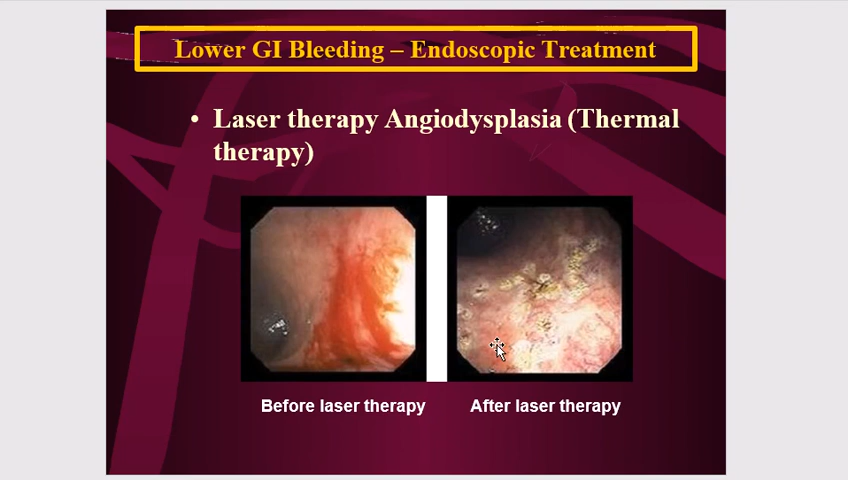 Lower GI Bleeding – Endoscopic Treatment
• Laser therapy Angiodysplasia (Thermal
therapy)
Before laser therapy
After laser therapy